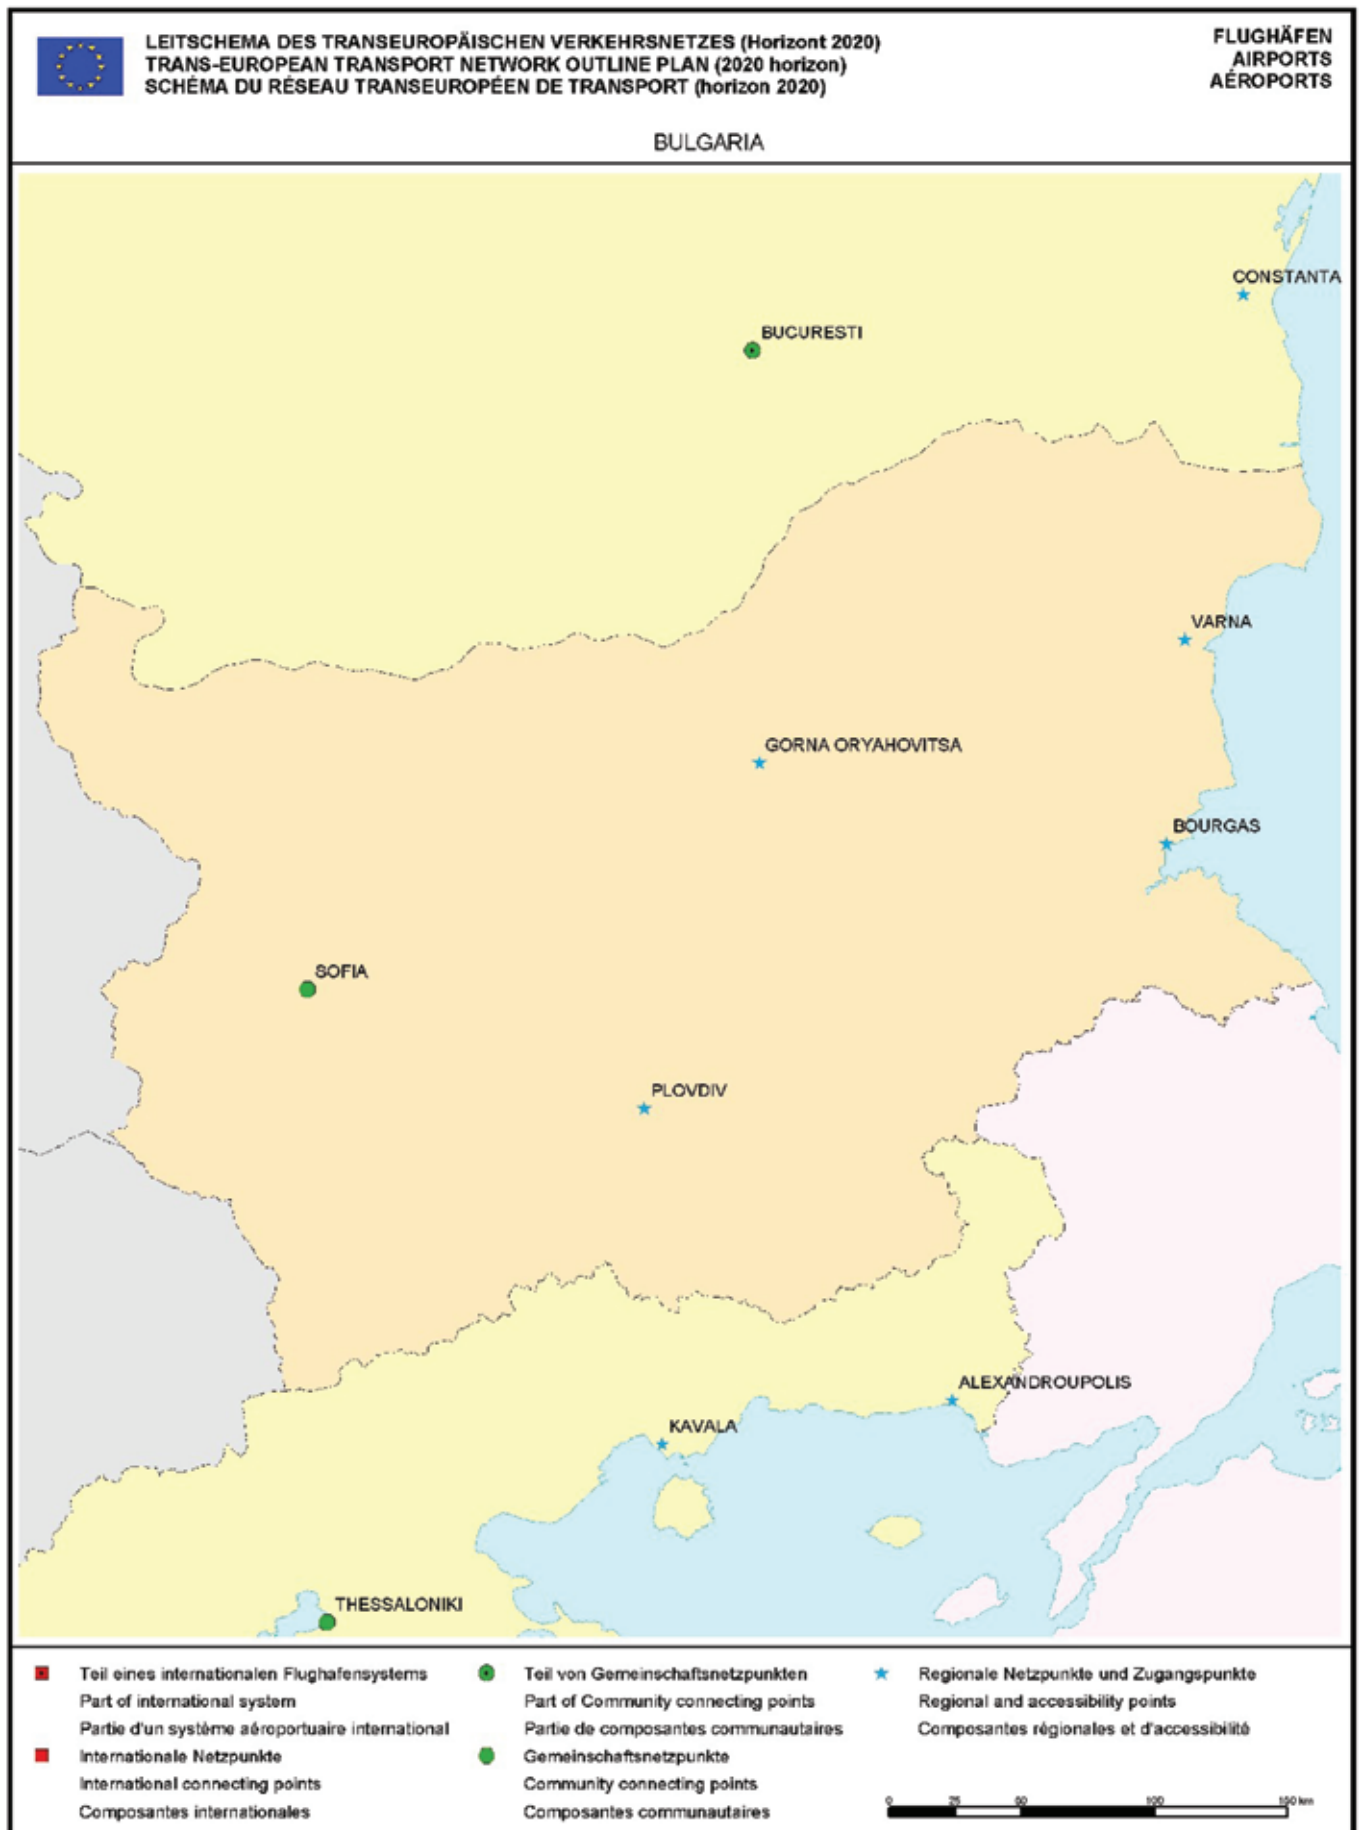 LEITSCHEMA DES TRANSEUROPÄISCHEN VERKEHRSNETZES (Horizont 2020)
TRANS-EUROPEAN TRANSPORT NETWORK OUTLINE PLAN (2020 horizon)
SCHÉMA DU RÉSEAU TRANSEUROPÉEN DE TRANSPORT (horizon 2020)
FLUGHÄFEN
AIRPORTS
AÉROPORTS
BULGARIA
CONSTANTA
BUCURESTI
VARNA
GORNA ORYAHOVITSA
BOURGAS
SOFIA
PLOVDIV
ALEXANDROUPOLIS
KAVALA
THESSALONIKI
Teil eines internationalen Flughafensystems
Part of international system
Partie d'un système aéroportuaire international
Internationale Netzpunkte
International connecting points
Composantes internationales
Teil von Gemeinschaftsnetzpunkten
Part of Community connecting points
Partie de composantes communautaires
Gemeinschaftsnetzpunkte
Community connecting points
Composantes communautaires
Regionale Netzpunkte und Zugangspunkte
Regional and accessibility points
Composantes régionales et d'accessibilité
0 25 50 100 150 km